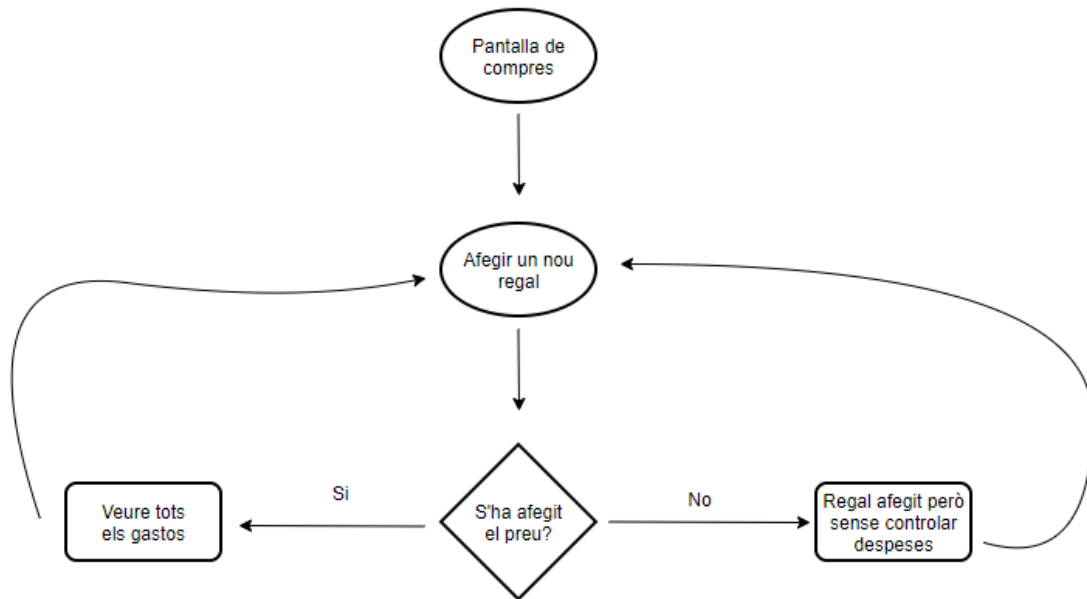 Pantalla de
compres
Afegir un nou
regal
Si
No
Veure tots
els gastos
S'ha afegit
el preu?
Regal afegit però
sense controlar
despeses